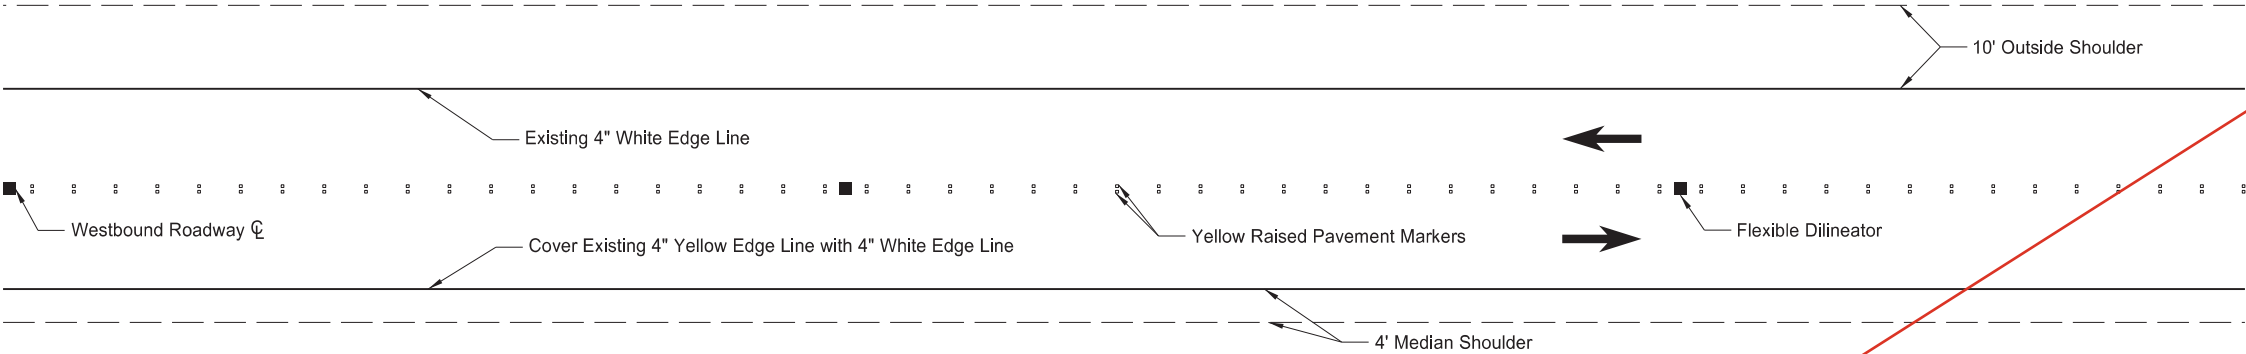 10' Outside Shoulder
Existing 4" White Edge Line
Westbound Roadway ℄
Cover Existing 4" Yellow Edge Line with 4" White Edge Line
Yellow Raised Pavement Markers
Flexible Dilineator
4' Median Shoulder